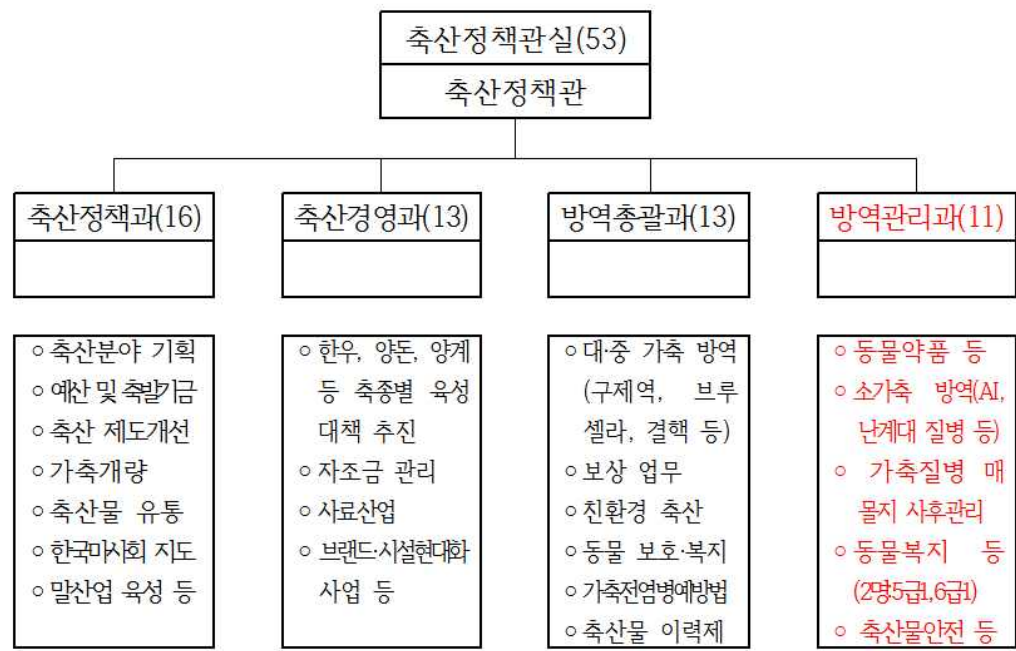 축산정책관실(53)
축산정책관
축산정책과(16)
축산경영과(13)
방역총괄과(13)
방역관리과(11)
○ 축산분야 기획
○ 예산 및 축발기금
○ 축산 제도개선
○ 가축개량
○ 축산물 유통
○ 한국마사회 지도
○ 말산업 육성 등
○ 한우, 양돈, 양계
등 축종별 육성
대책 추진
○ 자조금 관리
○ 사료산업
○ 브랜드·시설현대화
사업 등
○ 대·중 가축 방역
(구제역, 브루
셀라, 결핵 등)
○ 보상 업무
○ 친환경 축산
○ 동물 보호·복지
○ 가축전염병예방법
○ 축산물 이력제
○ 동물약품 등
○ 소가축 방역(AI,
난계대 질병 등)
○ 가축질병 매
몰지 사후관리
○ 동물복지 등
(2명:5급1,6급1)
○ 축산물안전 등